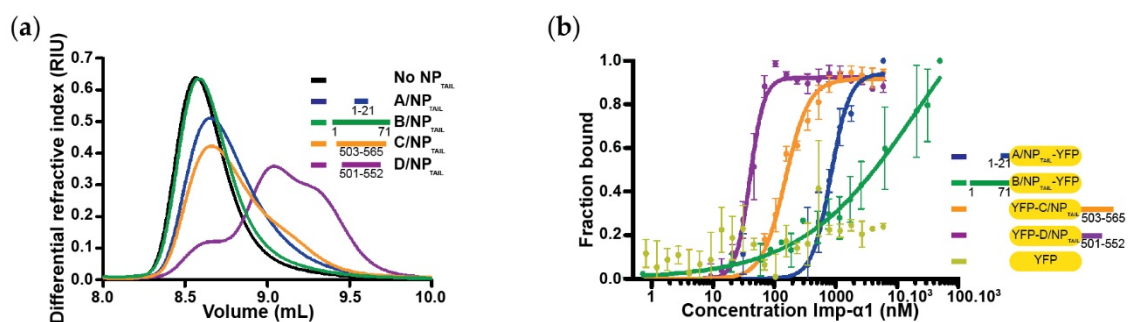 (a)
Differential refractive index (RIU)
0.7
0.6
0.5
0.4
0.3
0.2
0.1
0.0
8.0 8.5 9.0 9.5 10.0
Volume (mL)
No NPTAIL
A/NPTAIL
1-21
B/NPTAIL
1 71
C/NPTAIL
503-565
D/NPTAIL
501-552
(b)
Fraction bound
1.0
0.8
0.6
0.4
0.2
0.0
1 10 100 1000 10.10³ 100.10³
Concentration Imp-α1 (nM)
A/NPTAIL-YFP
1-21
B/NPTAIL-YFP
1 71
YFP-C/NPTAIL
503-565
YFP-D/NPTAIL
501-552
YFP